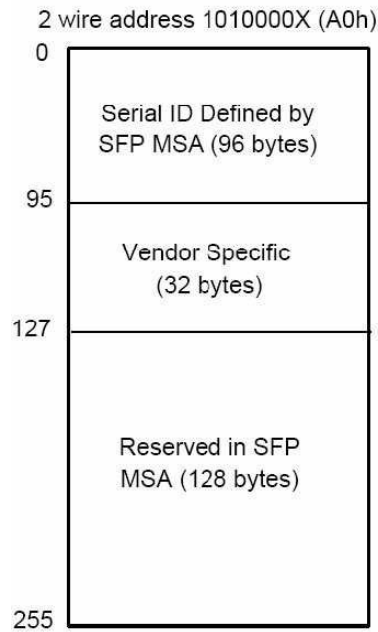 2 wire address 1010000X (A0h)
0
Serial ID Defined by
SFP MSA (96 bytes)
95
Vendor Specific
(32 bytes)
127
Reserved in SFP
MSA (128 bytes)
255